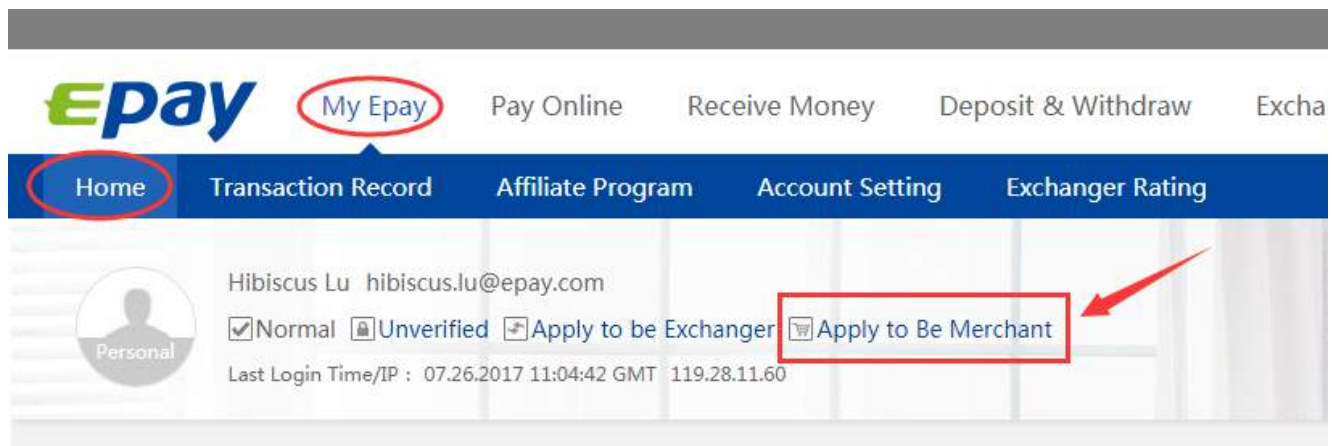 Epay My Epay Pay Online Receive Money Deposit & Withdraw Excha
Home Transaction Record Affiliate Program Account Setting Exchanger Rating
Hibiscus Lu hibiscus.lu@epay.com
Normal Unverified Apply to be Exchanger Apply to Be Merchant
Personal
Last Login Time/IP : 07.26.2017 11:04:42 GMT 119.28.11.60